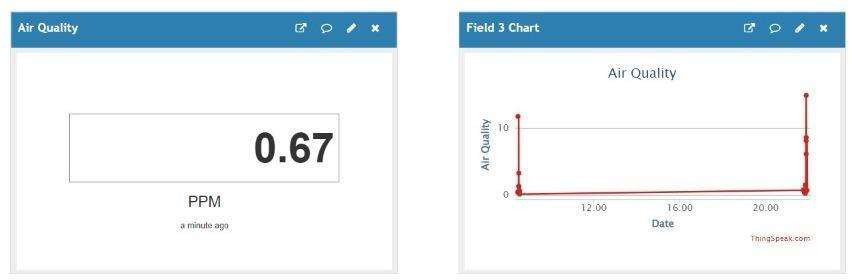 Air Quality
0.67
PPM
a minute ago
Field 3 Chart
Air Quality
Air Quality
10
0
12:00
16:00
20:00
Date
ThingSpeak.com